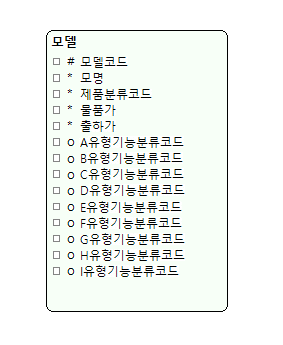 모델
# 모델코드
* 모명
* 제품분류코드
* 물품가
* 출하가
o A유형기능분류코드
o B유형기능분류코드
o C유형기능분류코드
o D유형기능분류코드
o E유형기능분류코드
o F유형기능분류코드
o G유형기능분류코드
o H유형기능분류코드
o I유형기능분류코드